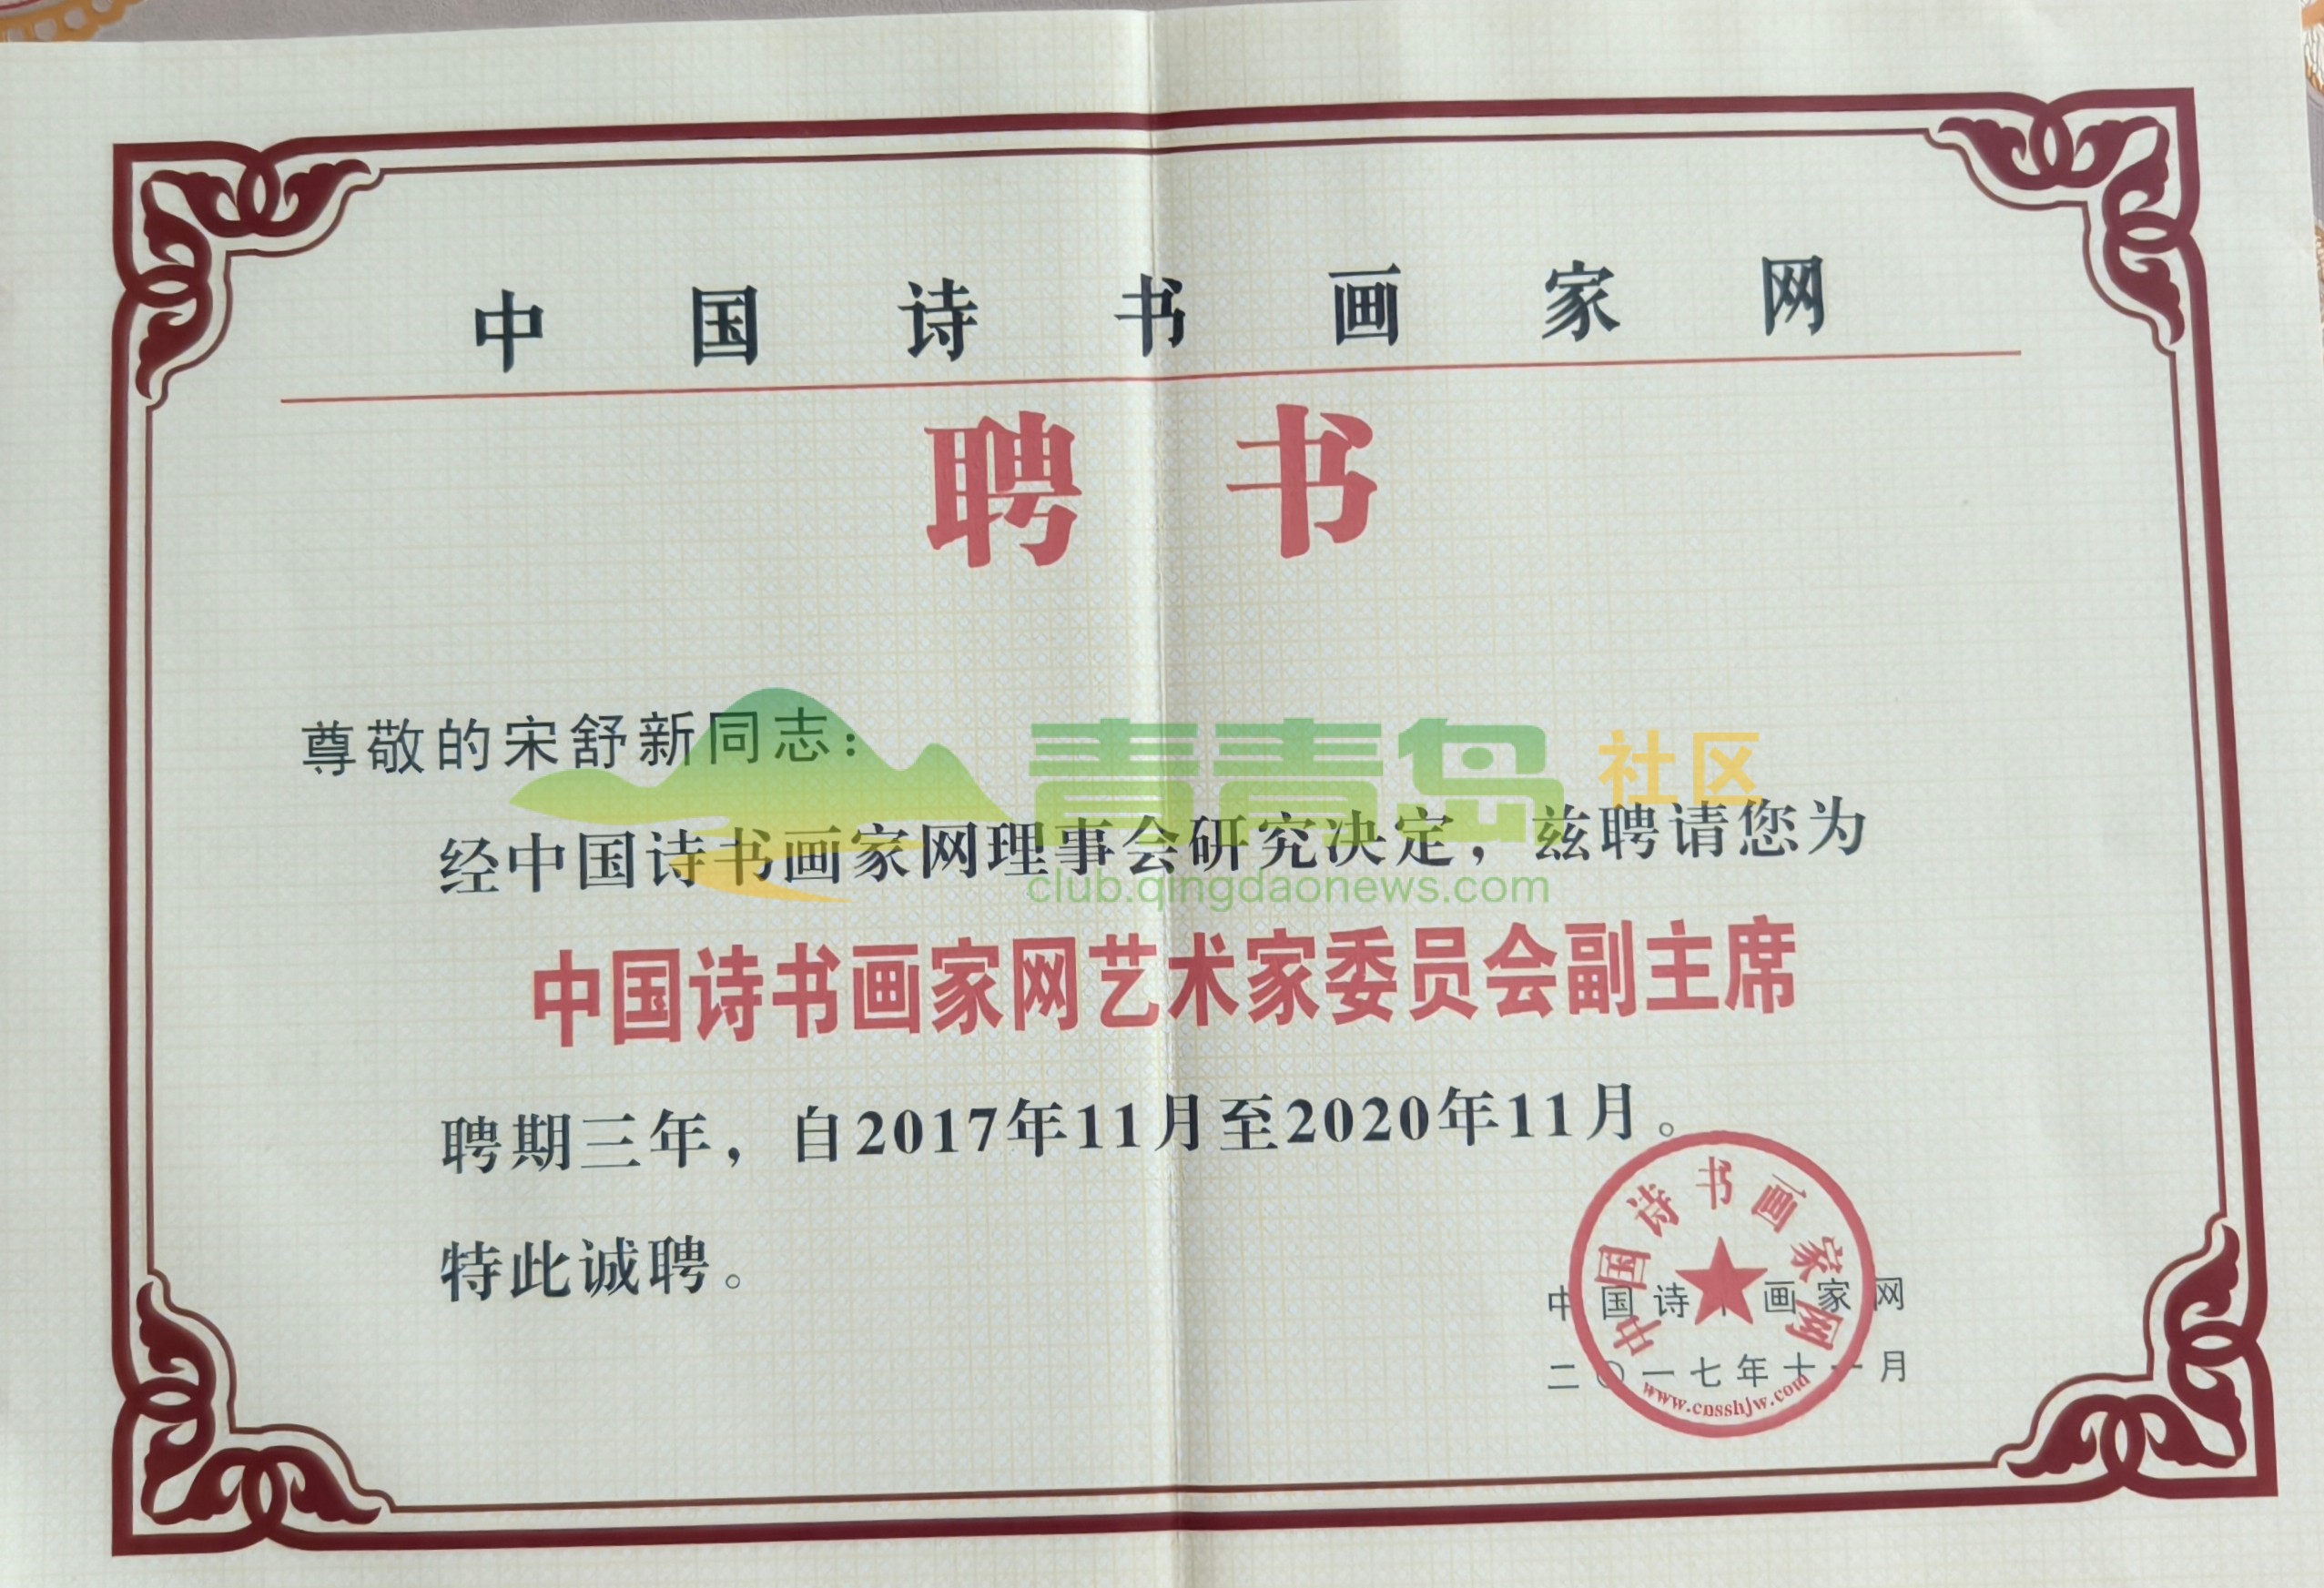 中国诗书画家网
聘书
尊敬的宋舒新同志：
青青岛社区
经中国诗书画家网理事会研究决定，兹聘请您为
club.qingdaonews.com
中国诗书画家网艺术家委员会副主席
聘期三年，自2017年11月至2020年11月。
特此诚聘。
中国诗书画家网
中国诗书画家网
二〇一七年十一月
www.cnsshjw.com